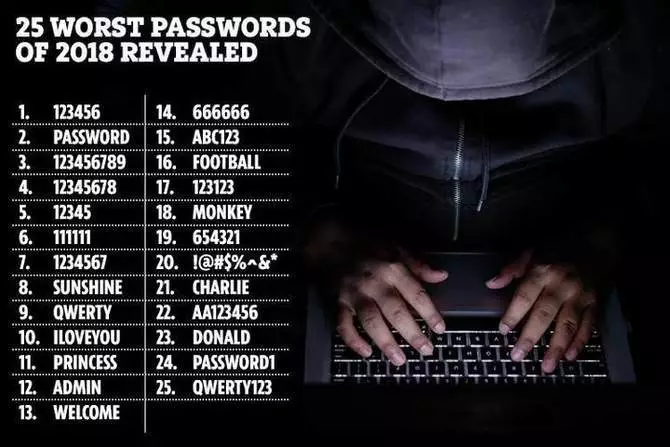 25 WORST PASSWORDS
OF 2018 REVEALED
1. 123456
2. PASSWORD
3. 123456789
4. 12345678
5. 12345
6. 111111
7. 1234567
8. SUNSHINE
9. QWERTY
10. ILOVEYOU
11. PRINCESS
12. ADMIN
13. WELCOME
14. 666666
15. ABC123
16. FOOTBALL
17. 123123
18. MONKEY
19. 654321
20. !@#$%^&*
21. CHARLIE
22. AA123456
23. DONALD
24. PASSWORD1
25. QWERTY123